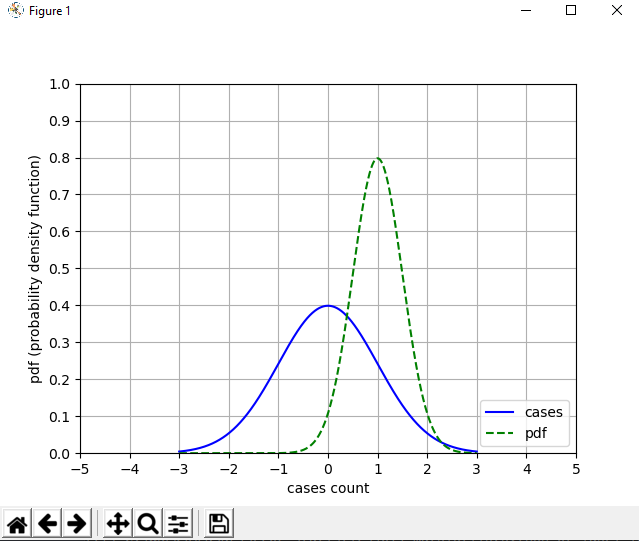 Figure 1
1.0
0.9
0.8
0.7
0.6
0.5
0.4
0.3
0.2
0.1
0.0
pdf (probability density function)
cases
pdf
−5 −4 −3 −2 −1 0 1 2 3 4 5
cases count